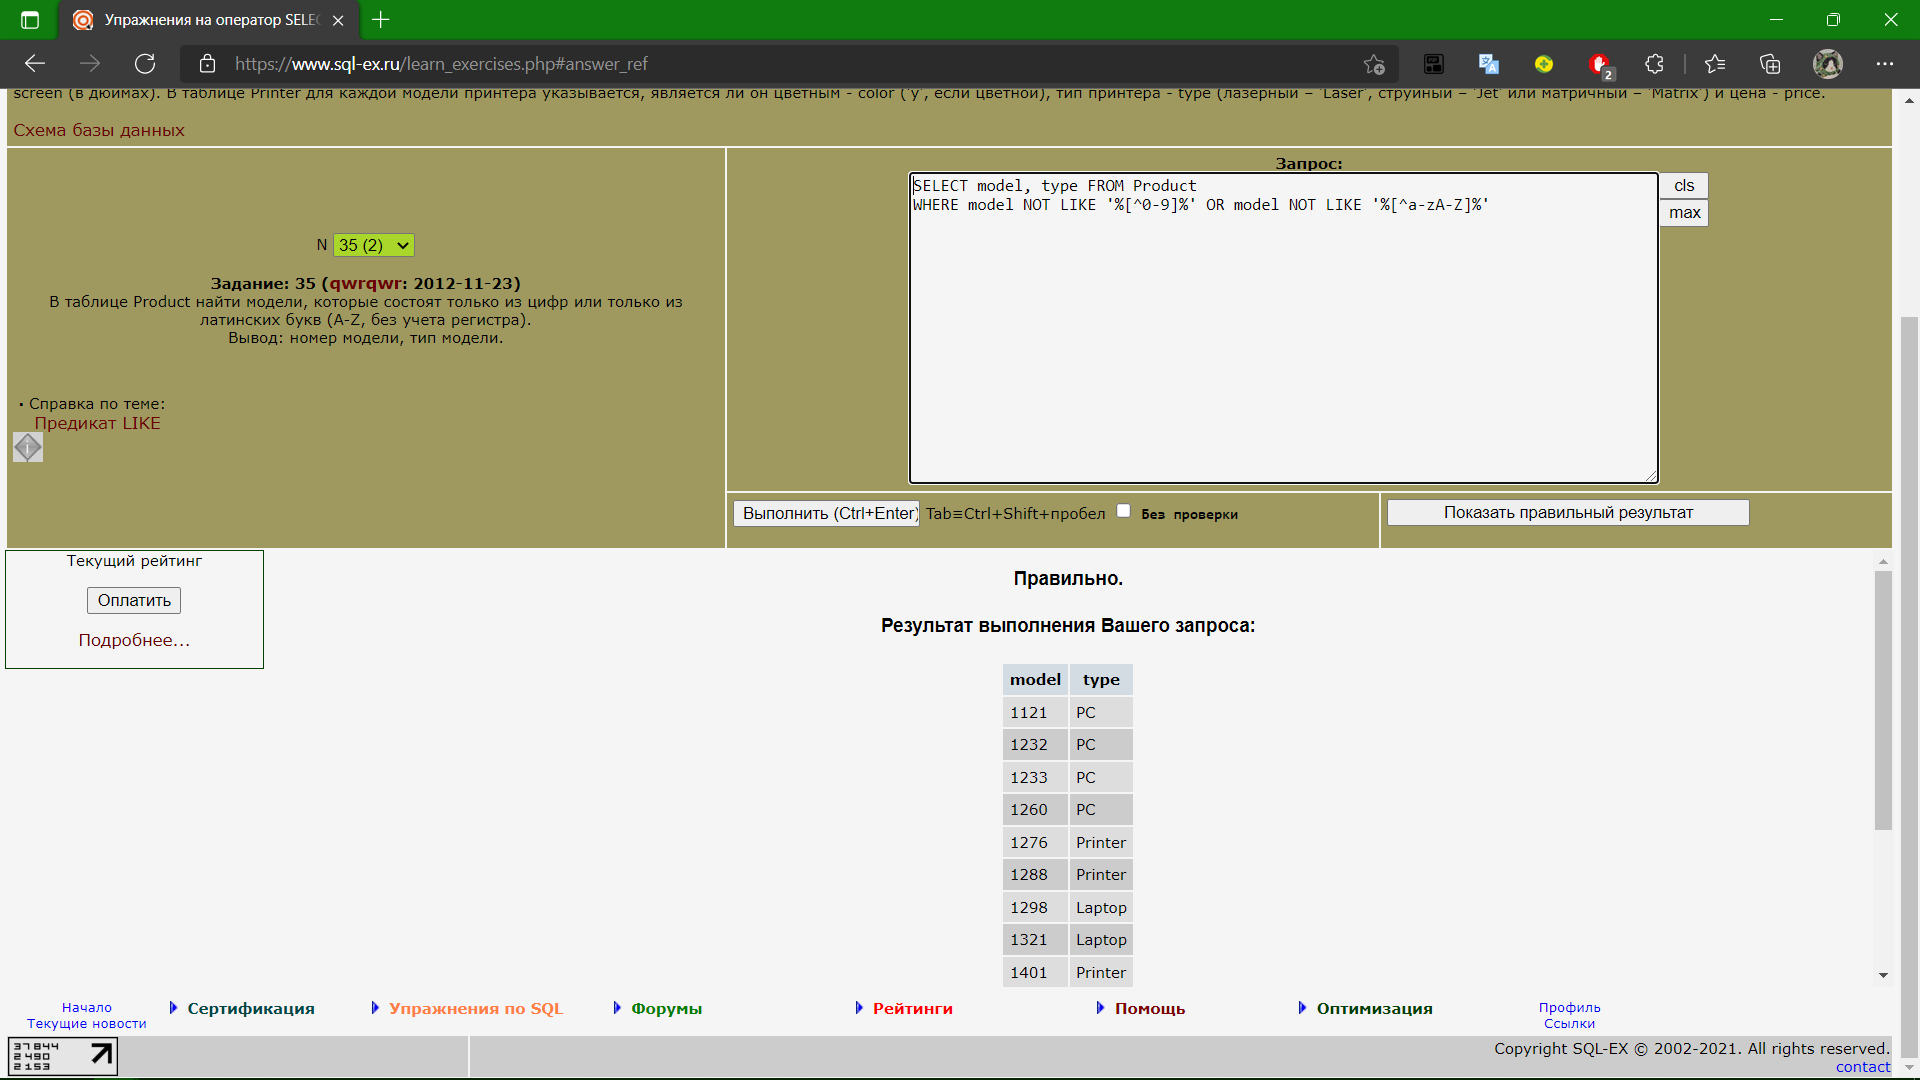 Упражнения на оператор SELEC
https://www.sql-ex.ru/learn_exercises.php#answer_ref
2
screen (в дюймах). В таблице Printer для каждой модели принтера указывается, является ли он цветным - color ('y', если цветной), тип принтера - type (лазерный – 'Laser', струйный – 'Jet' или матричный – 'Matrix') и цена - price.
Схема базы данных
Запрос:
SELECT model, type FROM Product
WHERE model NOT LIKE '%[^0-9]%' OR model NOT LIKE '%[^a-zA-Z]%'
cls
max
N 35 (2)
Задание: 35 (qwrqwr: 2012-11-23)
В таблице Product найти модели, которые состоят только из цифр или только из
латинских букв (A-Z, без учета регистра).
Вывод: номер модели, тип модели.
· Справка по теме:
Предикат LIKE
Выполнить (Ctrl+Enter) Tab≡Ctrl+Shift+пробел Без проверки
Показать правильный результат
Текущий рейтинг
Оплатить
Подробнее...
Правильно.
Результат выполнения Вашего запроса:
model type
1121 PC
1232 PC
1233 PC
1260 PC
1276 Printer
1288 Printer
1298 Laptop
1321 Laptop
1401 Printer
Начало
Текущие новости
Сертификация
Упражнения по SQL
Форумы
Рейтинги
Помощь
Оптимизация
Профиль
Ссылки
37844
2490
2153
Copyright SQL-EX © 2002-2021. All rights reserved.
contact